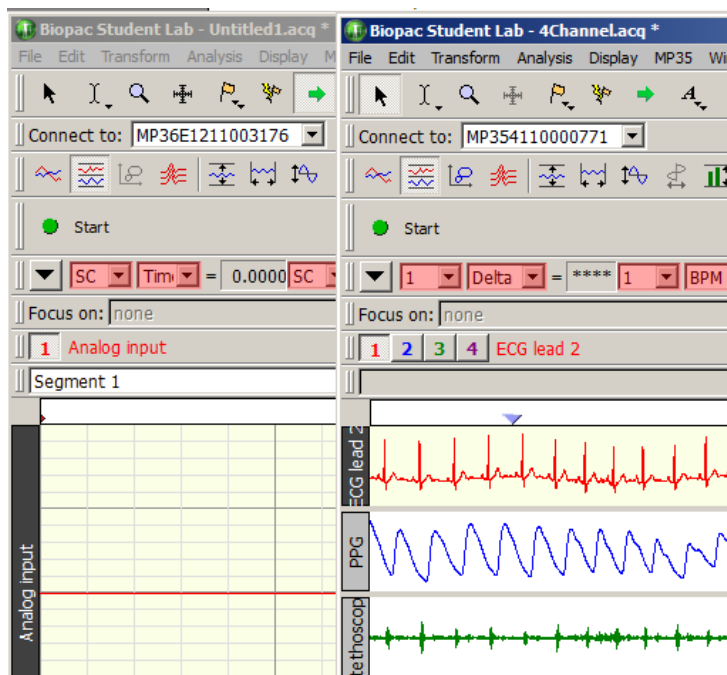 Biopac Student Lab - Untitled1.acq *
File Edit Transform Analysis Display M
Connect to: MP36E1211003176
Start
SC Time = 0.0000 SC
Focus on: none
1 Analog input
Segment 1
Analog input
Biopac Student Lab - 4Channel.acq *
File Edit Transform Analysis Display MP35 Wi
Connect to: MP354110000771
Start
1 Delta = **** 1 BPM
Focus on: none
1 2 3 4 ECG lead 2
ECG lead 2
PPG
tethoscop